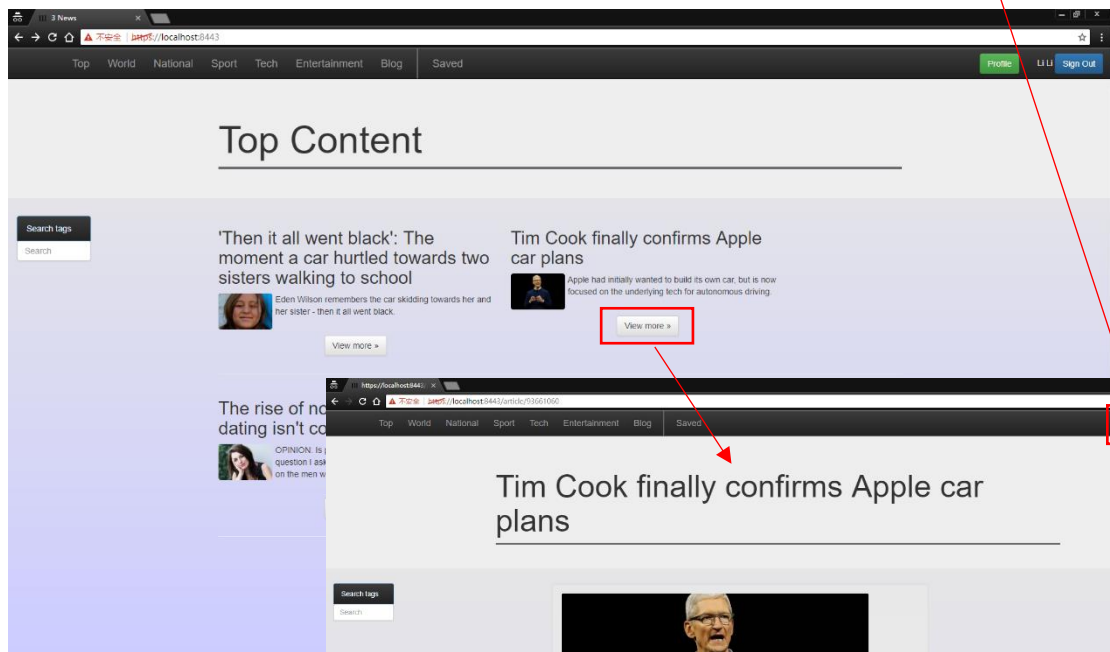 3 News
不安全 https://localhost:8443
Top World National Sport Tech Entertainment Blog Saved
Profile Li Li Sign Out
Top Content
Search tags
Search
'Then it all went black': The
moment a car hurtled towards two
sisters walking to school
Eden Wilson remembers the car skidding towards her and
her sister - then it all went black.
View more »
Tim Cook finally confirms Apple
car plans
Apple had initially wanted to build its own car, but is now
focused on the underlying tech for autonomous driving.
View more »
The rise of no
dating isn't co
OPINION: Is
question I ask
on the men w
https://localhost:8443/
不安全 https://localhost:8443/article/93661060
Top World National Sport Tech Entertainment Blog Saved
Tim Cook finally confirms Apple car
plans
Search tags
Search